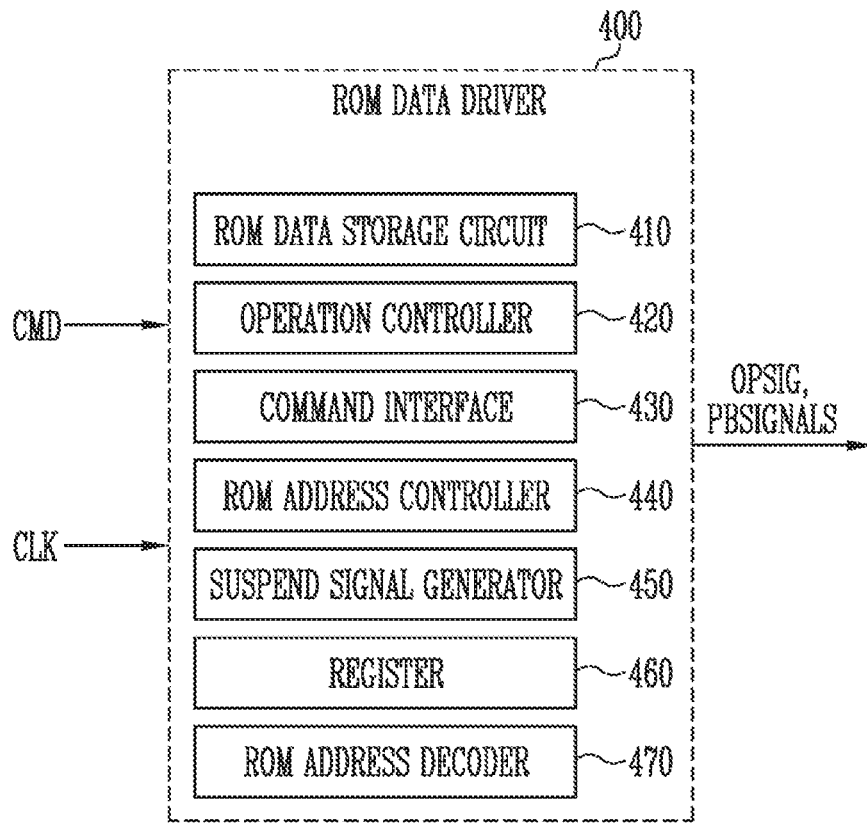 400
ROM DATA DRIVER
ROM DATA STORAGE CIRCUIT 410
CMD
OPERATION CONTROLLER 420
COMMAND INTERFACE 430
OPSIG,
PBSIGNALS
ROM ADDRESS CONTROLLER 440
CLK
SUSPEND SIGNAL GENERATOR 450
REGISTER 460
ROM ADDRESS DECODER 470